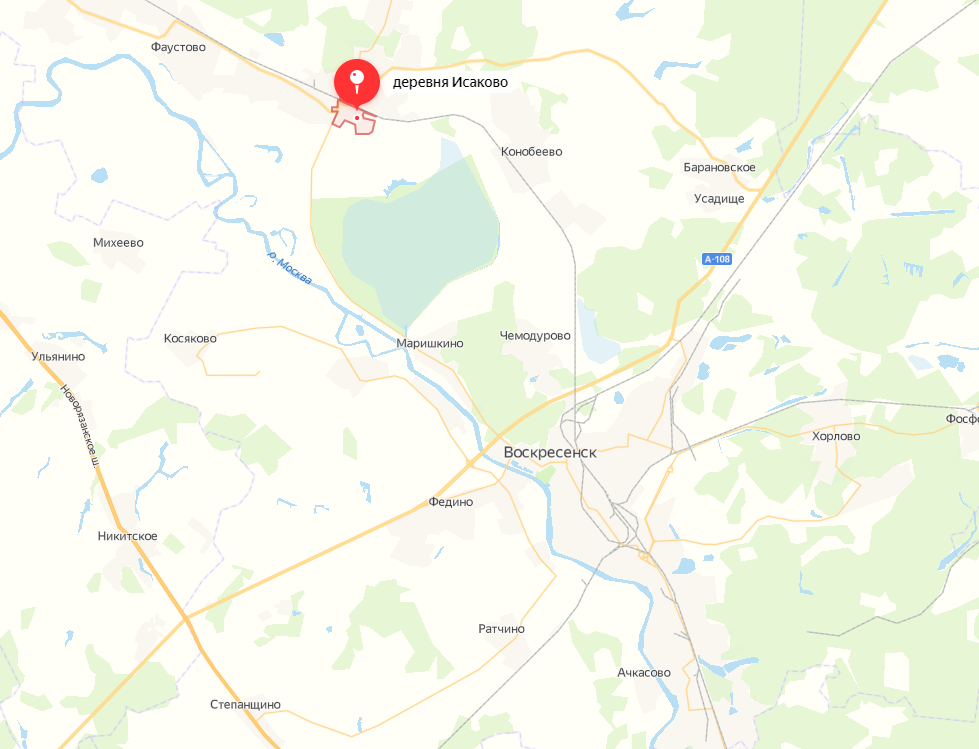 Фаустово
деревня Исаково
Конобеево
Барановское
Усадище
Михеево
р. Москва
А-108
Косяково
Маришкино
Чемодурово
Ульянино
Новорязанское ш.
Фосфо
Хорлово
Воскресенск
Федино
Никитское
Ратчино
Ачкасово
Степанщино